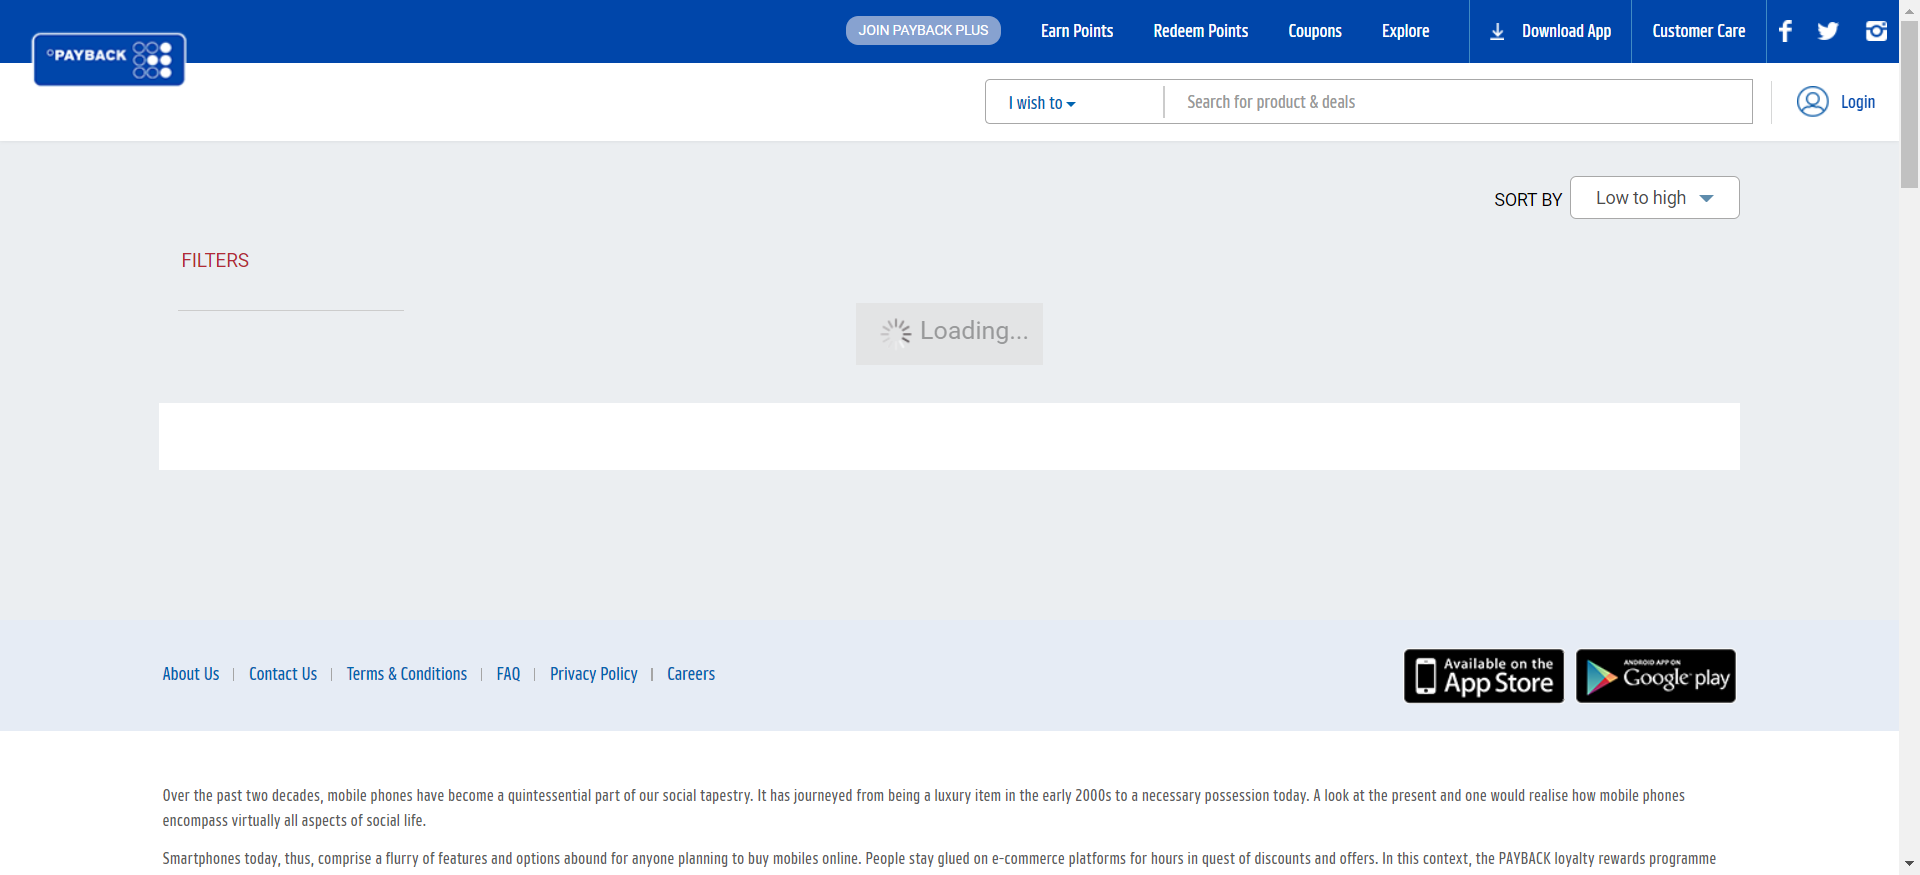 JOIN PAYBACK PLUS
Earn Points
Redeem Points
Coupons
Explore
Download App
Customer Care
PAYBACK
I wish to
Search for product & deals
Login
SORT BY
Low to high
FILTERS
Loading...
About Us
Contact Us
Terms & Conditions
FAQ
Privacy Policy
Careers
Available on the
App Store
ANDROID APP ON
Google play
Over the past two decades, mobile phones have become a quintessential part of our social tapestry. It has journeyed from being a luxury item in the early 2000s to a necessary possession today. A look at the present and one would realise how mobile phones
encompass virtually all aspects of social life.
Smartphones today, thus, comprise a flurry of features and options abound for anyone planning to buy mobiles online. People stay glued on e-commerce platforms for hours in quest of discounts and offers. In this context, the PAYBACK loyalty rewards programme